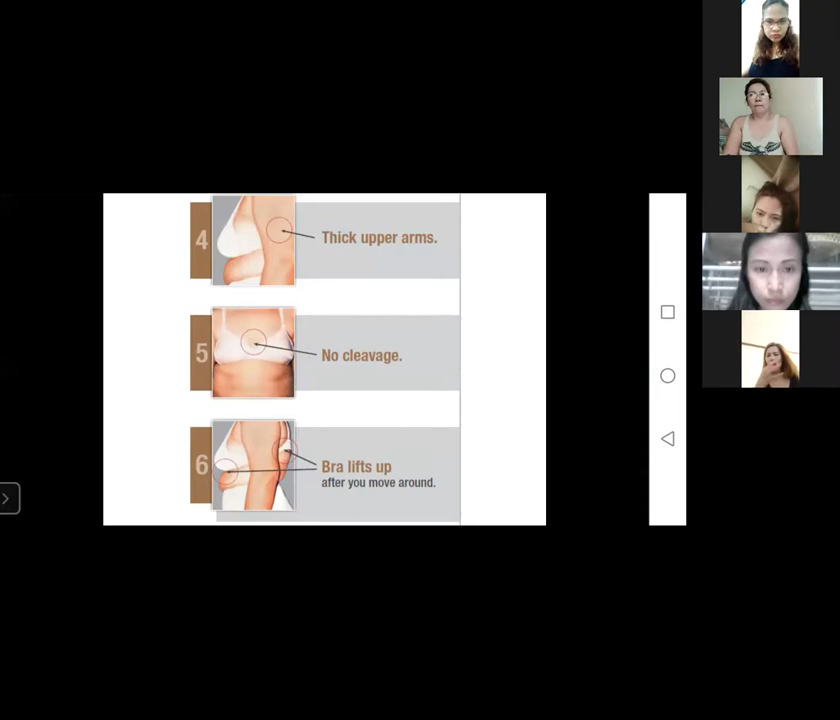 4
Thick upper arms.
5
No cleavage.
6
Bra lifts up
after you move around.